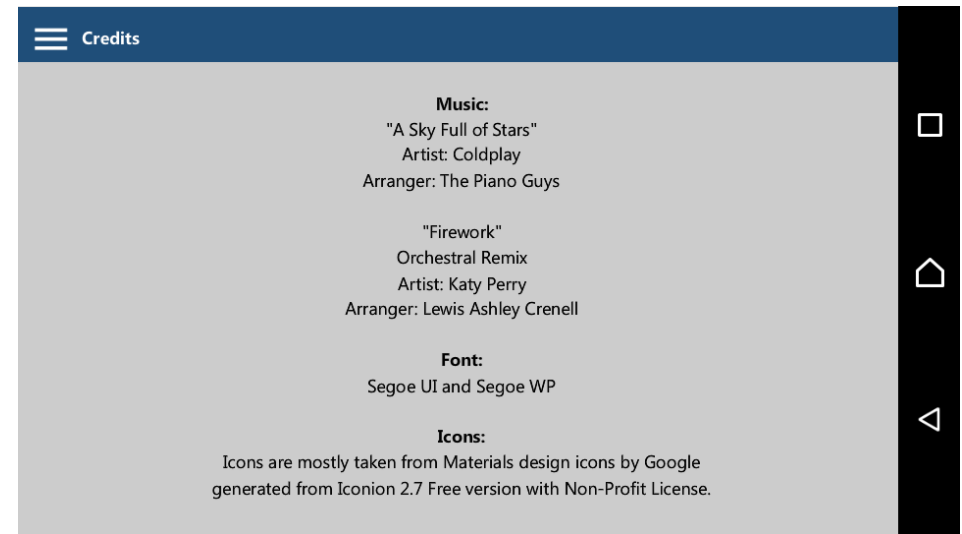 Credits
Music:
"A Sky Full of Stars"
Artist: Coldplay
Arranger: The Piano Guys
"Firework"
Orchestral Remix
Artist: Katy Perry
Arranger: Lewis Ashley Crenell
Font:
Segoe UI and Segoe WP
Icons:
Icons are mostly taken from Materials design icons by Google
generated from Iconion 2.7 Free version with Non-Profit License.